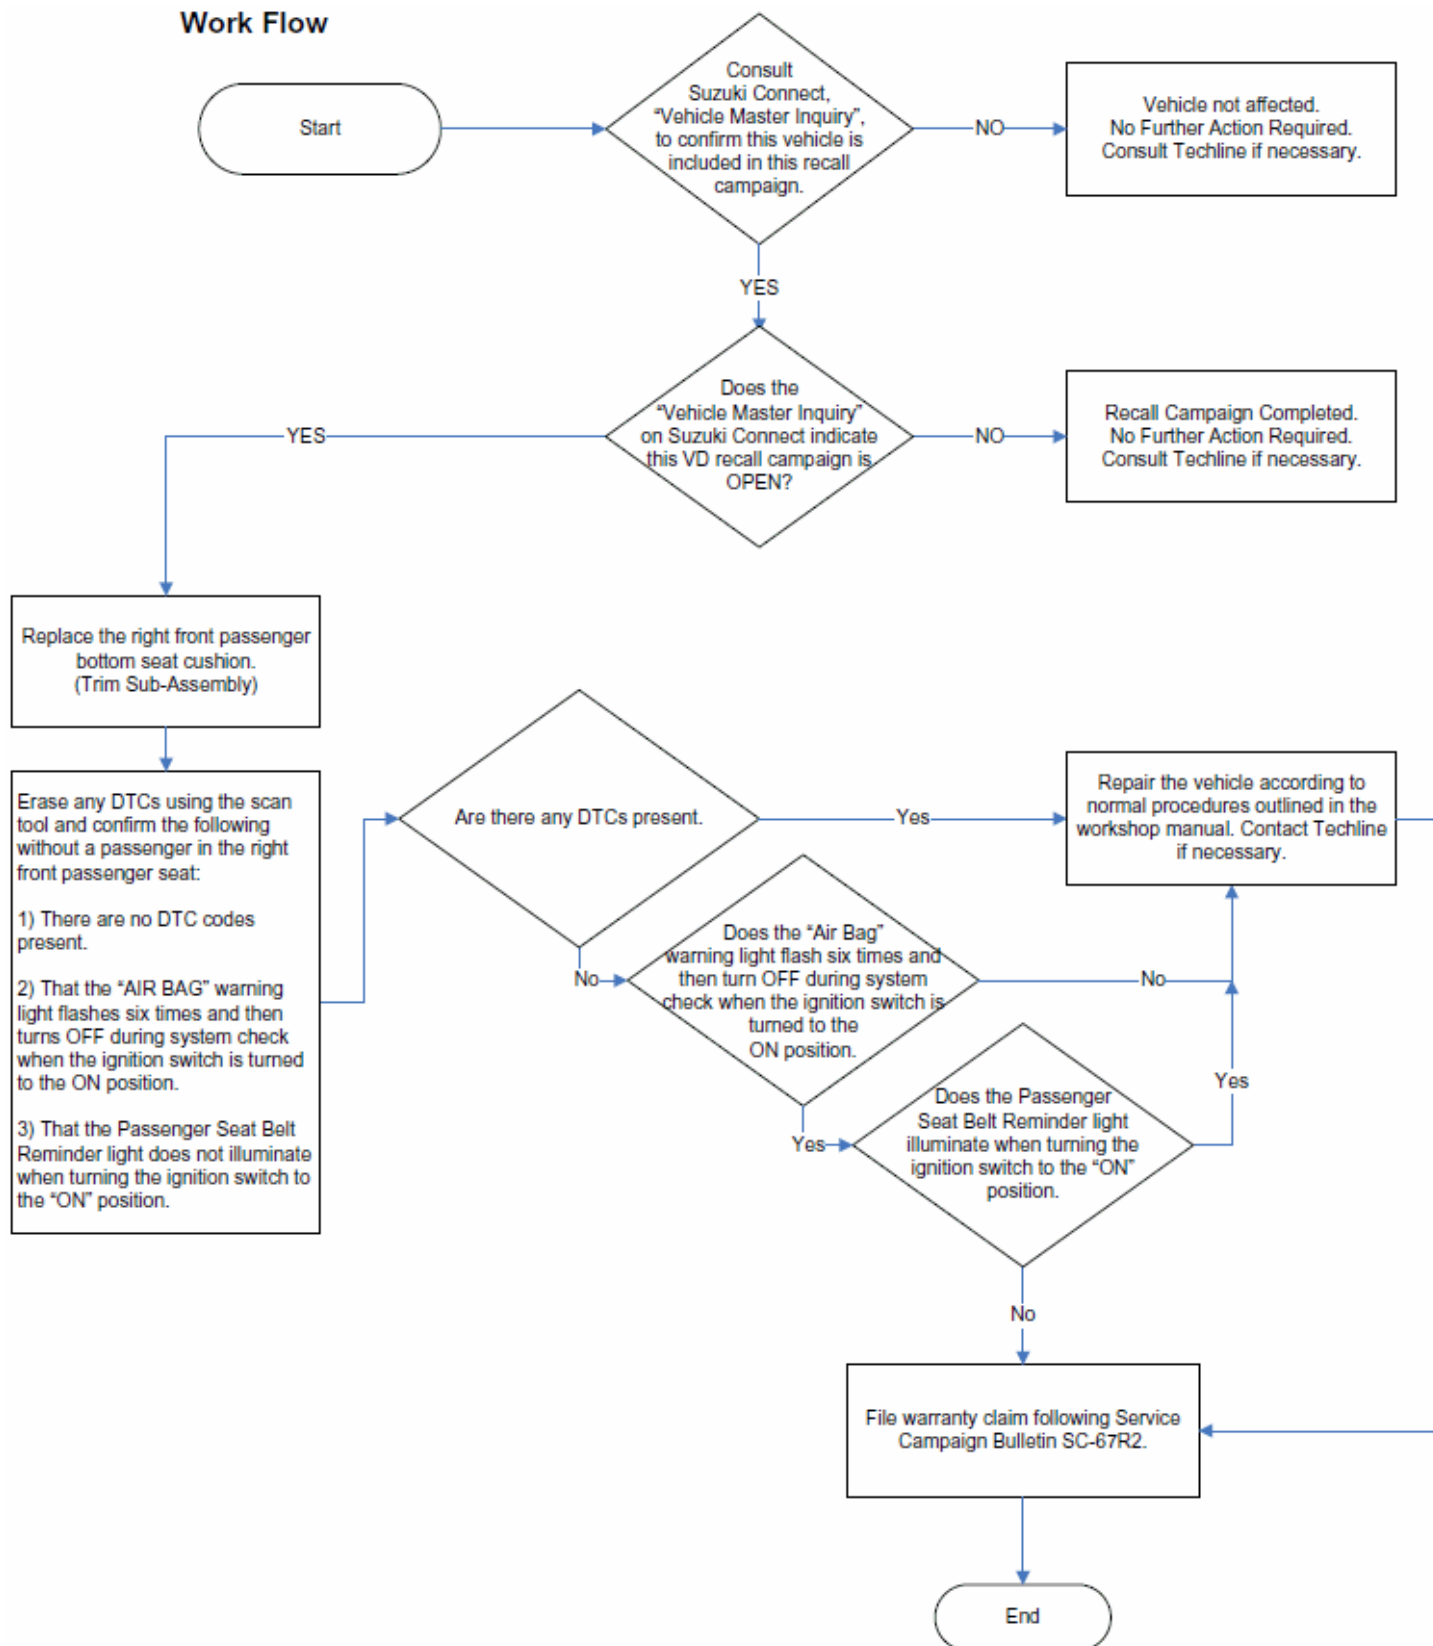 Work Flow
Start
Consult
Suzuki Connect,
“Vehicle Master Inquiry”,
to confirm this vehicle is
included in this recall
campaign.
NO
Vehicle not affected.
No Further Action Required.
Consult Techline if necessary.
YES
Does the
“Vehicle Master Inquiry”
on Suzuki Connect indicate
this VD recall campaign is
OPEN?
NO
Recall Campaign Completed.
No Further Action Required.
Consult Techline if necessary.
YES
Replace the right front passenger
bottom seat cushion.
(Trim Sub-Assembly)
Erase any DTCs using the scan
tool and confirm the following
without a passenger in the right
front passenger seat:
1) There are no DTC codes
present.
2) That the “AIR BAG” warning
light flashes six times and then
turns OFF during system check
when the ignition switch is turned
to the ON position.
3) That the Passenger Seat Belt
Reminder light does not illuminate
when turning the ignition switch to
the “ON” position.
Are there any DTCs present.
Yes
Repair the vehicle according to
normal procedures outlined in the
workshop manual. Contact Techline
if necessary.
No
Does the “Air Bag”
warning light flash six times and
then turn OFF during system
check when the ignition switch is
turned to the
ON position.
No
Yes
Does the Passenger
Seat Belt Reminder light
illuminate when turning the
ignition switch to the “ON”
position.
Yes
No
File warranty claim following Service
Campaign Bulletin SC-67R2.
End